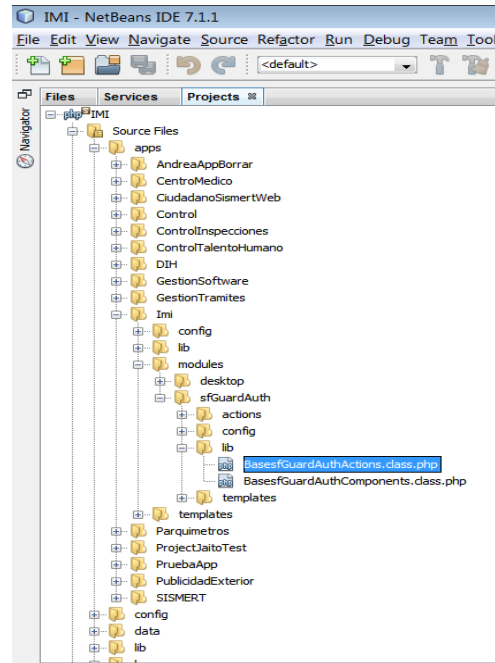 IMI - NetBeans IDE 7.1.1
File Edit View Navigate Source Refactor Run Debug Team Tool
<default>
Files Services Projects
Navigator
php IMI
Source Files
apps
AndreaAppBorrar
CentroMedico
CiudadanoSismertWeb
Control
ControlInspecciones
ControlTalentoHumano
DIH
GestionSoftware
GestionTramites
Imi
config
lib
modules
desktop
sfGuardAuth
actions
config
lib
BasesfGuardAuthActions.class.php
BasesfGuardAuthComponents.class.php
templates
templates
Parquimetros
ProjectJaitoTest
PruebaApp
PublicidadExterior
SISMERT
config
data
lib